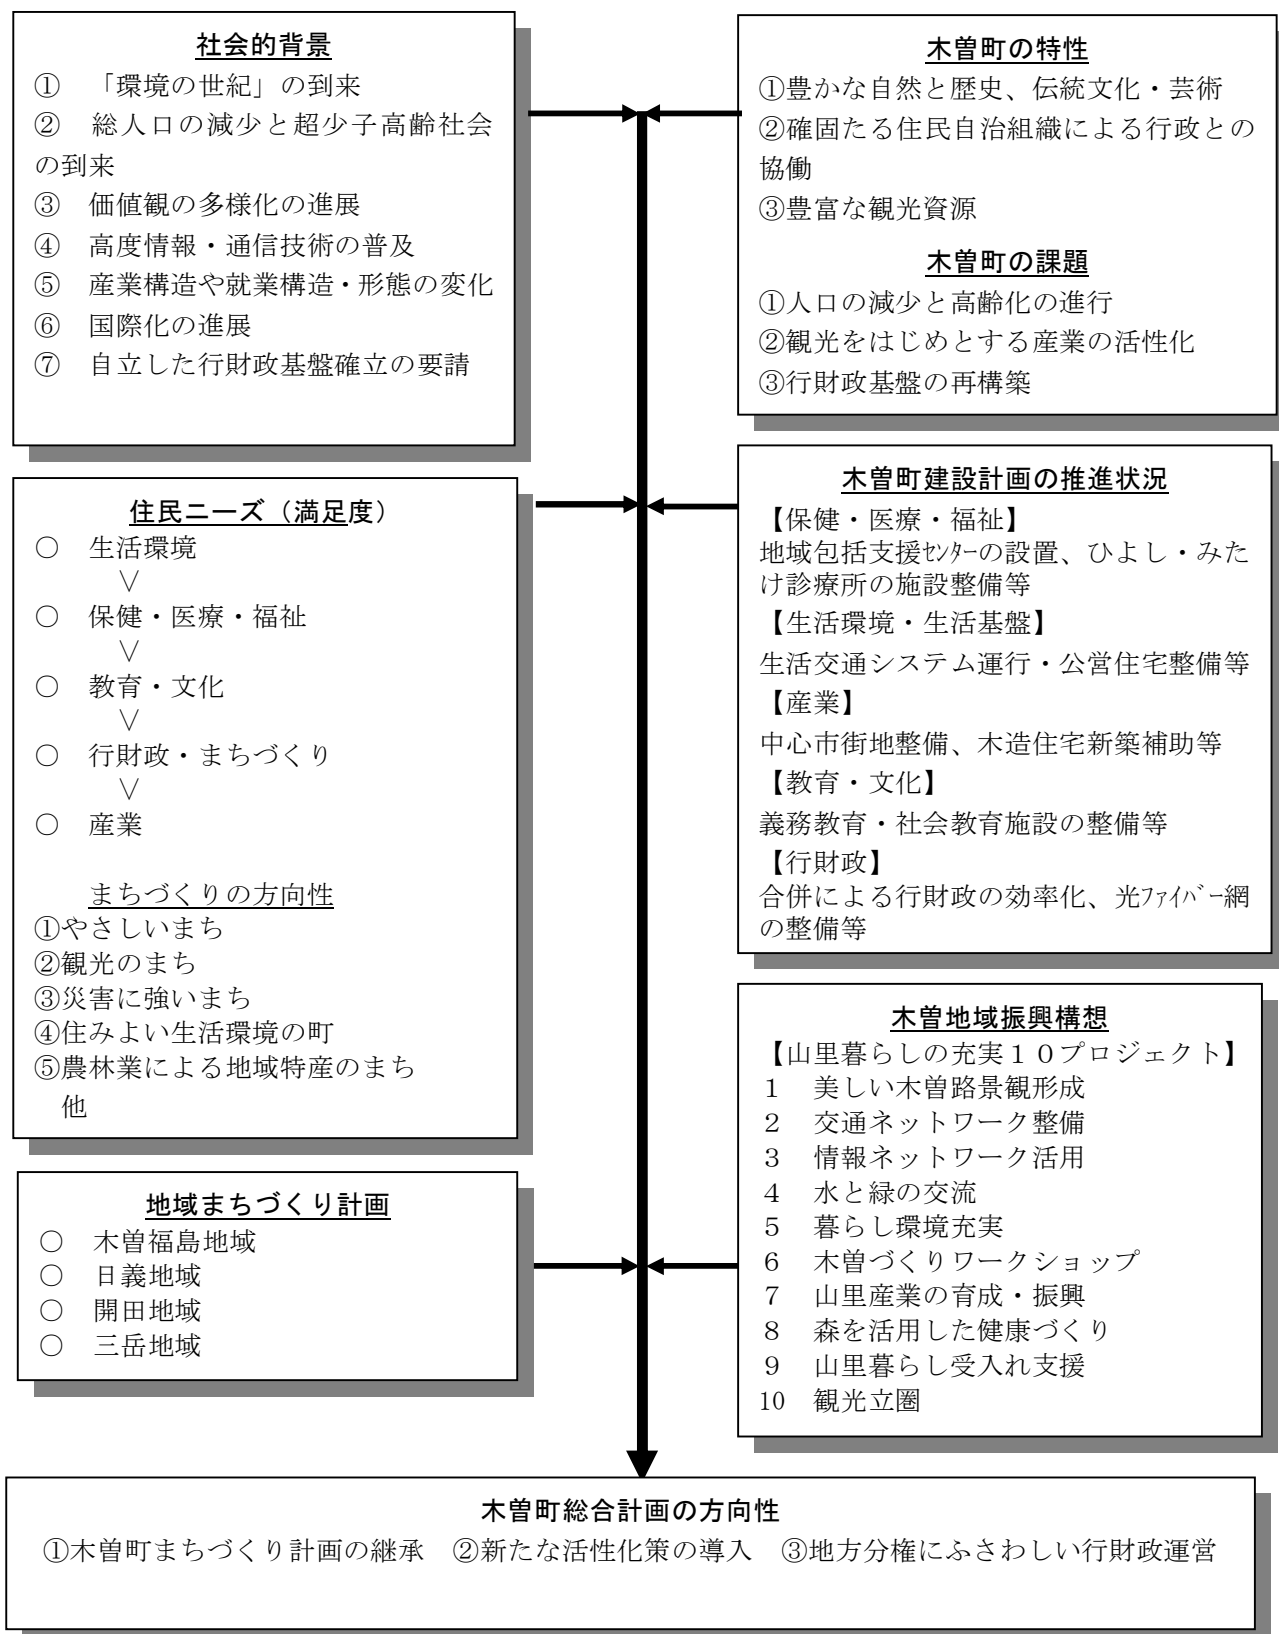 社会的背景
① 「環境の世紀」の到来
② 総人口の減少と超少子高齢社会
の到来
③ 価値観の多様化の進展
④ 高度情報・通信技術の普及
⑤ 産業構造や就業構造・形態の変化
⑥ 国際化の進展
⑦ 自立した行財政基盤確立の要請
木曽町の特性
①豊かな自然と歴史、伝統文化・芸術
②確固たる住民自治組織による行政との
協働
③豊富な観光資源
木曽町の課題
①人口の減少と高齢化の進行
②観光をはじめとする産業の活性化
③行財政基盤の再構築
住民ニーズ（満足度）
○ 生活環境
∨
○ 保健・医療・福祉
∨
○ 教育・文化
∨
○ 行財政・まちづくり
∨
○ 産業
まちづくりの方向性
①やさしいまち
②観光のまち
③災害に強いまち
④住みよい生活環境の町
⑤農林業による地域特産のまち
他
木曽町建設計画の推進状況
【保健・医療・福祉】
地域包括支援ｾﾝﾀｰの設置、ひよし・みた
け診療所の施設整備等
【生活環境・生活基盤】
生活交通システム運行・公営住宅整備等
【産業】
中心市街地整備、木造住宅新築補助等
【教育・文化】
義務教育・社会教育施設の整備等
【行財政】
合併による行財政の効率化、光ﾌｧｲﾊﾞｰ網
の整備等
地域まちづくり計画
○ 木曽福島地域
○ 日義地域
○ 開田地域
○ 三岳地域
木曽地域振興構想
【山里暮らしの充実１０プロジェクト】
１ 美しい木曽路景観形成
２ 交通ネットワーク整備
３ 情報ネットワーク活用
４ 水と緑の交流
５ 暮らし環境充実
６ 木曽づくりワークショップ
７ 山里産業の育成・振興
８ 森を活用した健康づくり
９ 山里暮らし受入れ支援
10 観光立圏
木曽町総合計画の方向性
①木曽町まちづくり計画の継承 ②新たな活性化策の導入 ③地方分権にふさわしい行財政運営